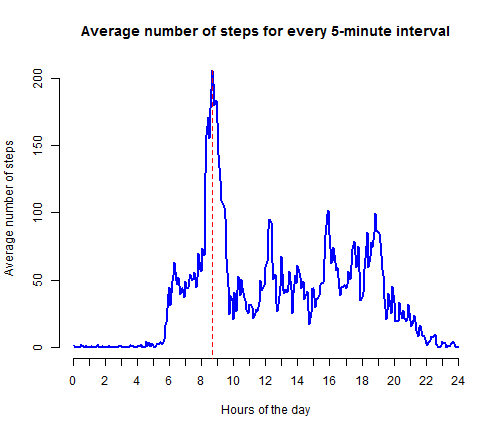 Average number of steps for every 5-minute interval
Average number of steps
200
150
100
50
0
0 2 4 6 8 10 12 14 16 18 20 22 24
Hours of the day